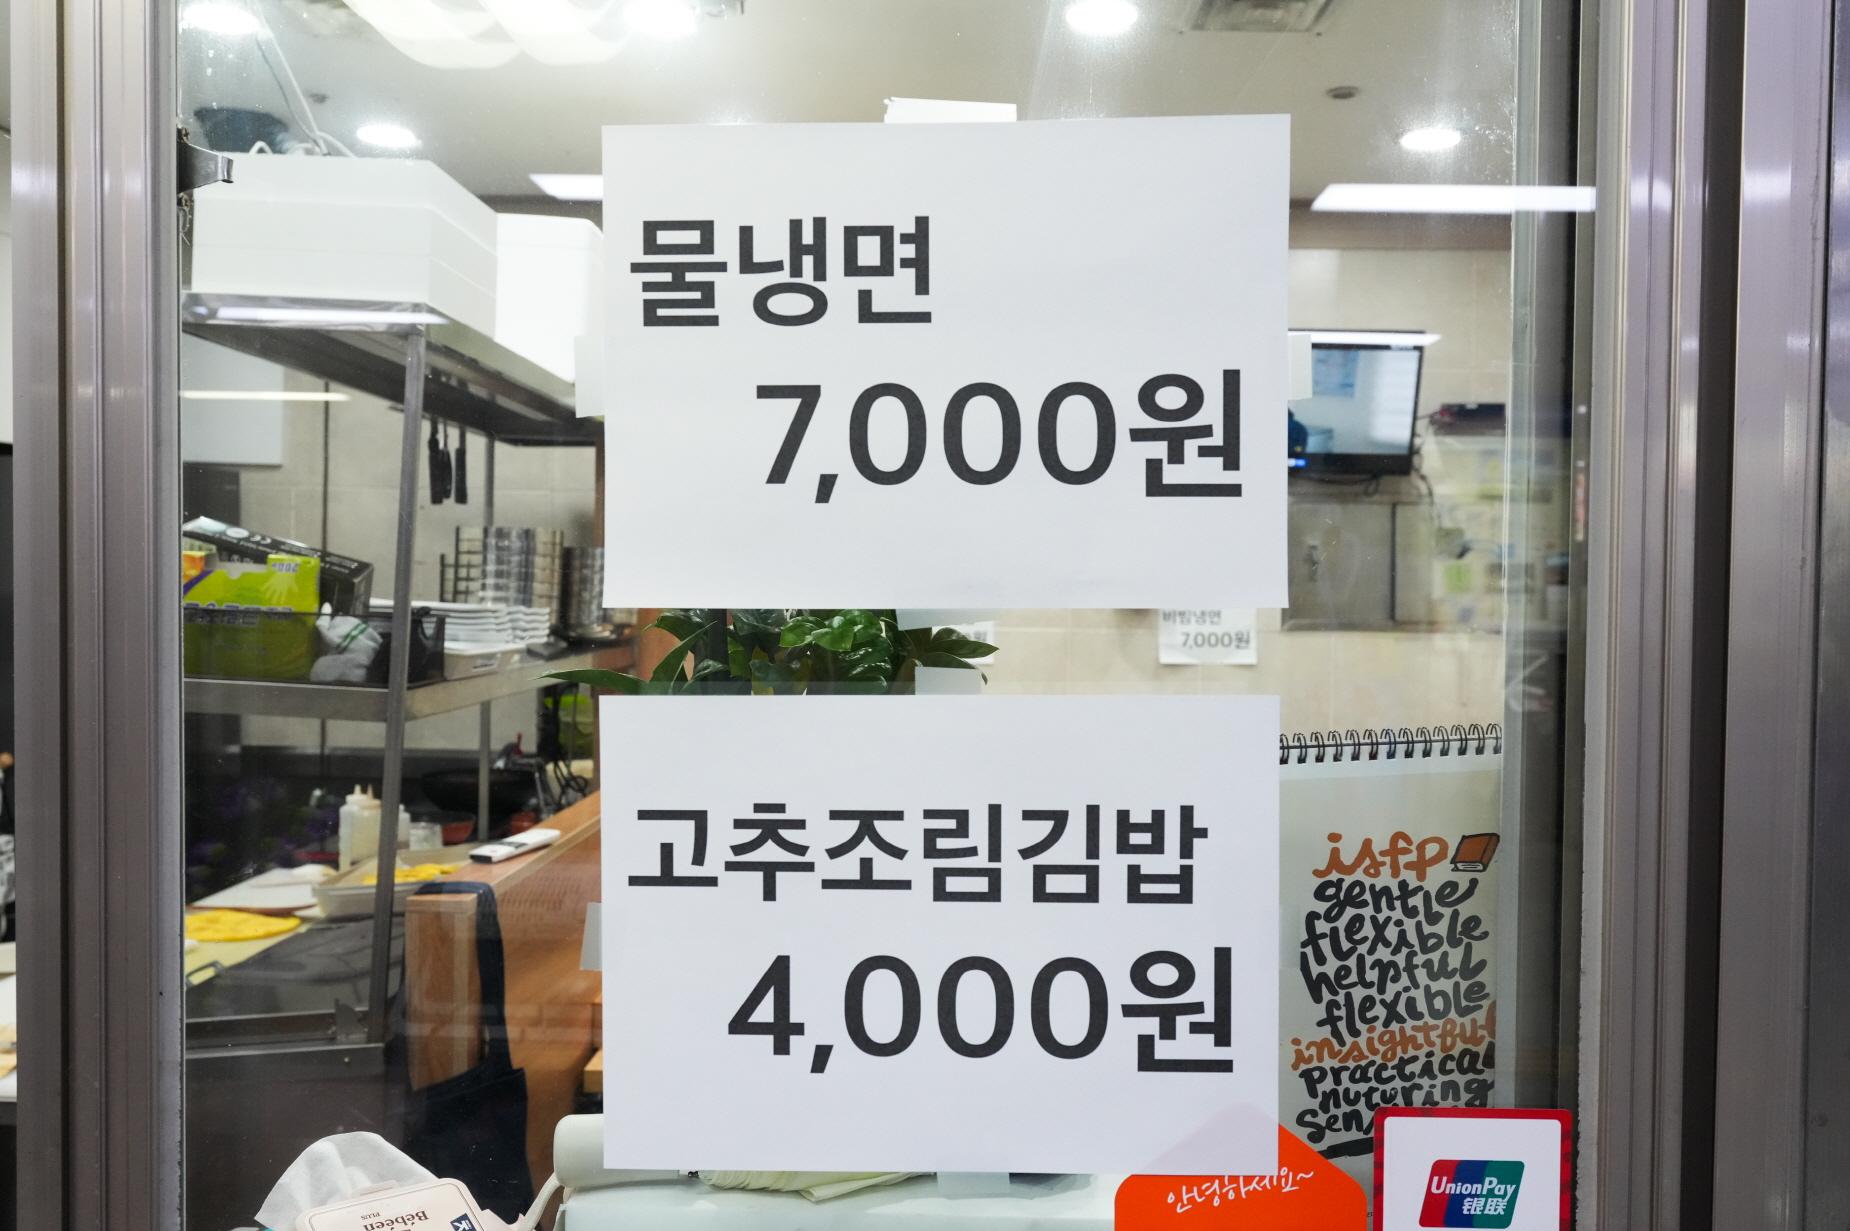 물냉면
7,000원
비빔냉면
7,000원
고추조림김밥
4,000원
isfp
gentle
flexible
helpful
flexible
insightful
practical
nuturing
안녕하세요~
UnionPay
银联
Bébéen
PLUS